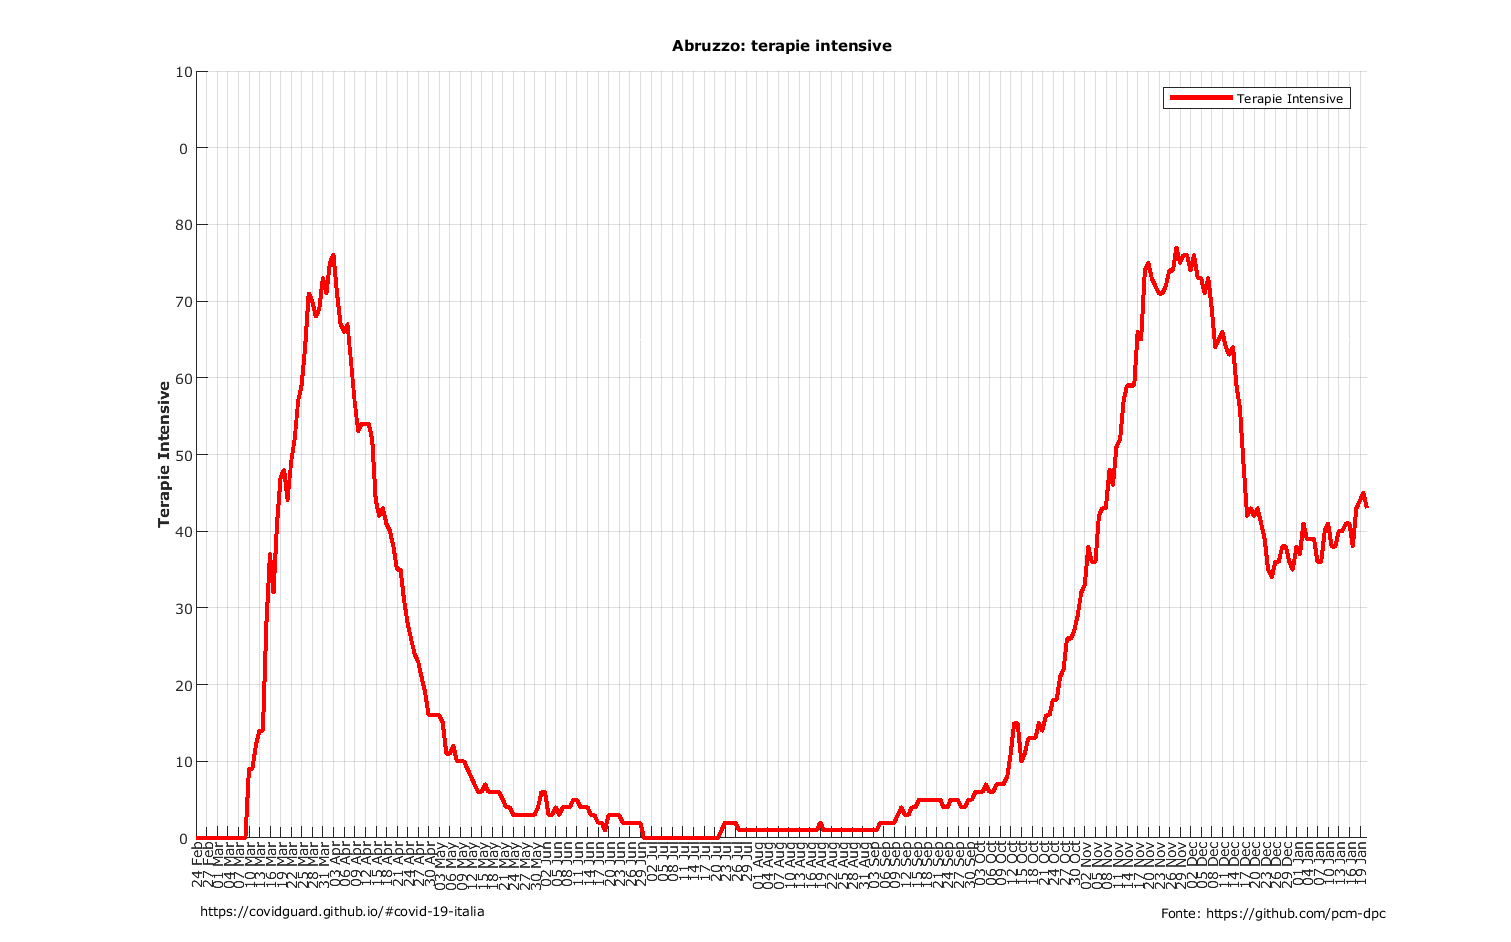 Abruzzo: terapie intensive
10
0
80
70
60
50
40
30
20
10
0
Terapie Intensive
Terapie Intensive
24 Feb
27 Feb
01 Mar
04 Mar
07 Mar
10 Mar
13 Mar
16 Mar
19 Mar
22 Mar
25 Mar
28 Mar
31 Mar
03 Apr
06 Apr
09 Apr
12 Apr
15 Apr
18 Apr
21 Apr
24 Apr
27 Apr
30 Apr
03 May
06 May
09 May
12 May
15 May
18 May
21 May
24 May
27 May
30 May
02 Jun
05 Jun
08 Jun
11 Jun
14 Jun
17 Jun
20 Jun
23 Jun
26 Jun
29 Jun
02 Jul
05 Jul
08 Jul
11 Jul
14 Jul
17 Jul
20 Jul
23 Jul
26 Jul
29 Jul
01 Aug
04 Aug
07 Aug
10 Aug
13 Aug
16 Aug
19 Aug
22 Aug
25 Aug
28 Aug
31 Aug
03 Sep
06 Sep
09 Sep
12 Sep
15 Sep
18 Sep
21 Sep
24 Sep
27 Sep
30 Sep
03 Oct
06 Oct
09 Oct
12 Oct
15 Oct
18 Oct
21 Oct
24 Oct
27 Oct
30 Oct
02 Nov
05 Nov
08 Nov
11 Nov
14 Nov
17 Nov
20 Nov
23 Nov
26 Nov
29 Nov
02 Dec
05 Dec
08 Dec
11 Dec
14 Dec
17 Dec
20 Dec
23 Dec
26 Dec
29 Dec
01 Jan
04 Jan
07 Jan
10 Jan
13 Jan
16 Jan
19 Jan
https://covidguard.github.io/#covid-19-italia
Fonte: https://github.com/pcm-dpc